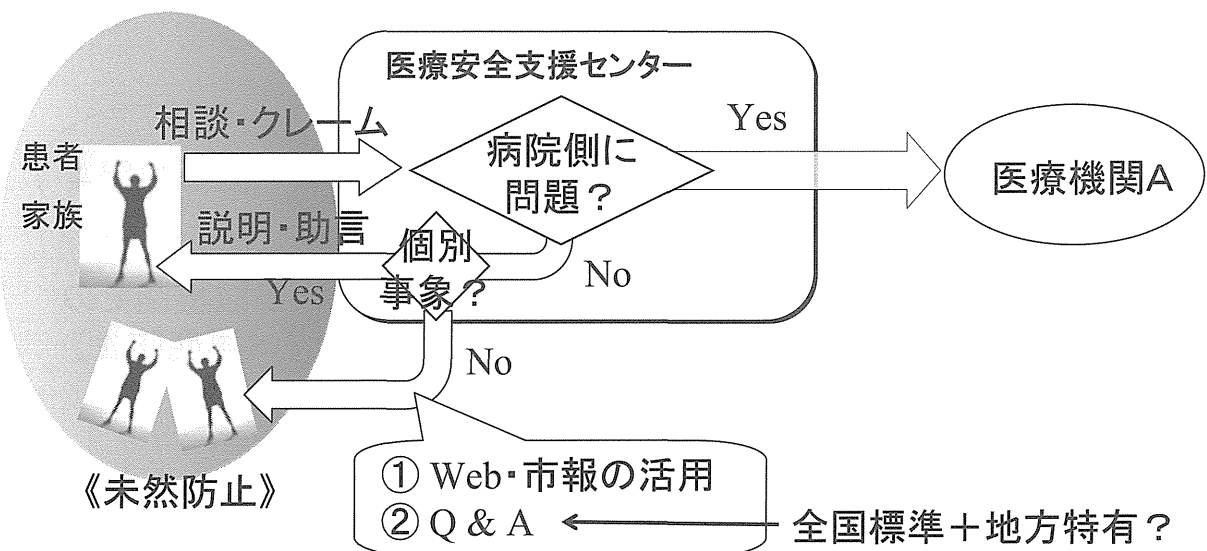 医療安全支援センター
相談・クレーム
患者
家族
病院側に
問題？
Yes
医療機関A
説明・助言
個別
事象？
Yes
No
No
《未然防止》
① Web・市報の活用
② Q & A
全国標準＋地方特有？